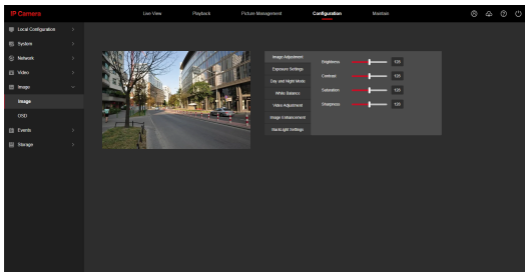 IP Camera
Live View Playback Picture Management Configuration Maintain
Local Configuration
System
Network
Video
Image
Image
OSD
Events
Storage
Image Adjustment
Exposure Settings
Day and Night Mode
White Balance
Video Adjustment
Image Enhancement
Blacklight Settings
Brightness 128
Contrast 128
Saturation 128
Sharpness 128